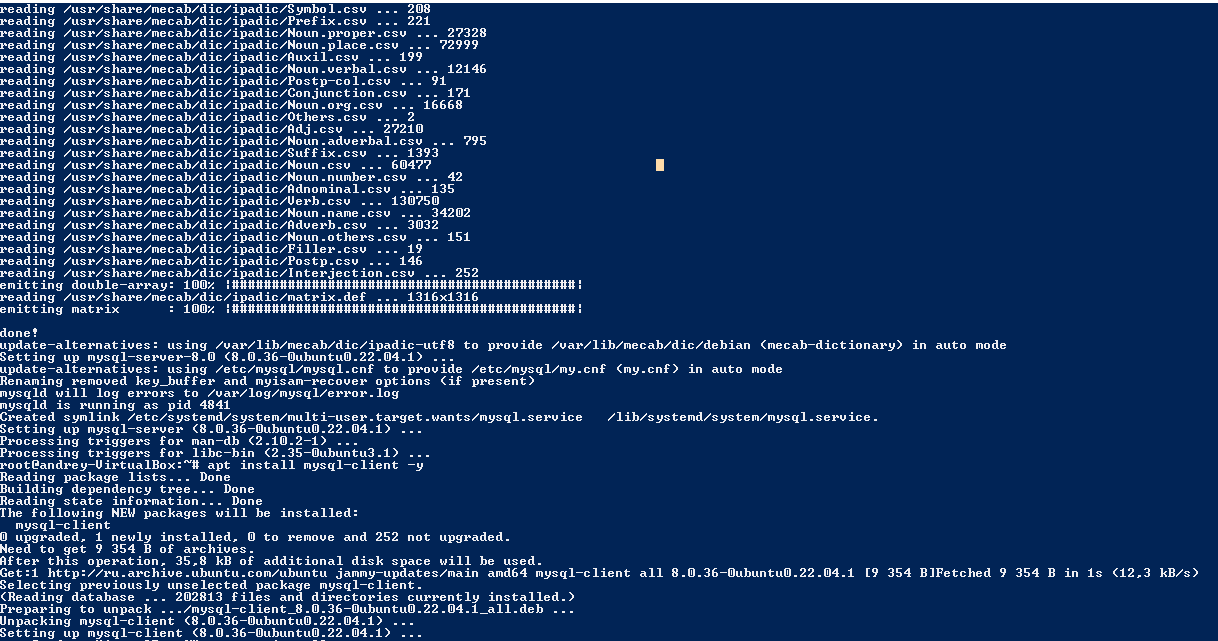 reading /usr/share/mecab/dic/ipadic/Symbol.csv ... 208
reading /usr/share/mecab/dic/ipadic/Prefix.csv ... 221
reading /usr/share/mecab/dic/ipadic/Noun.proper.csv ... 27328
reading /usr/share/mecab/dic/ipadic/Noun.place.csv ... 72999
reading /usr/share/mecab/dic/ipadic/Auxil.csv ... 199
reading /usr/share/mecab/dic/ipadic/Noun.verbal.csv ... 12146
reading /usr/share/mecab/dic/ipadic/Postp-col.csv ... 91
reading /usr/share/mecab/dic/ipadic/Conjunction.csv ... 171
reading /usr/share/mecab/dic/ipadic/Noun.org.csv ... 16668
reading /usr/share/mecab/dic/ipadic/Others.csv ... 2
reading /usr/share/mecab/dic/ipadic/Adj.csv ... 27210
reading /usr/share/mecab/dic/ipadic/Noun.adverbal.csv ... 795
reading /usr/share/mecab/dic/ipadic/Suffix.csv ... 1393
reading /usr/share/mecab/dic/ipadic/Noun.csv ... 60477
reading /usr/share/mecab/dic/ipadic/Noun.number.csv ... 42
reading /usr/share/mecab/dic/ipadic/Adnominal.csv ... 135
reading /usr/share/mecab/dic/ipadic/Verb.csv ... 130750
reading /usr/share/mecab/dic/ipadic/Noun.name.csv ... 34202
reading /usr/share/mecab/dic/ipadic/Adverb.csv ... 3032
reading /usr/share/mecab/dic/ipadic/Noun.others.csv ... 151
reading /usr/share/mecab/dic/ipadic/Filler.csv ... 19
reading /usr/share/mecab/dic/ipadic/Postp.csv ... 146
reading /usr/share/mecab/dic/ipadic/Interjection.csv ... 252
emitting double-array: 100% |###########################################|
reading /usr/share/mecab/dic/ipadic/matrix.def ... 1316x1316
emitting matrix      : 100% |###########################################|
done!
update-alternatives: using /var/lib/mecab/dic/ipadic-utf8 to provide /var/lib/mecab/dic/debian (mecab-dictionary) in auto mode
Setting up mysql-server-8.0 (8.0.36-0ubuntu0.22.04.1) ...
update-alternatives: using /etc/mysql/mysql.cnf to provide /etc/mysql/my.cnf (my.cnf) in auto mode
Renaming removed key_buffer and myisam-recover options (if present)
mysqld will log errors to /var/log/mysql/error.log
mysqld is running as pid 4841
Created symlink /etc/systemd/system/multi-user.target.wants/mysql.service   /lib/systemd/system/mysql.service.
Setting up mysql-server (8.0.36-0ubuntu0.22.04.1) ...
Processing triggers for man-db (2.10.2-1) ...
Processing triggers for libc-bin (2.35-0ubuntu3.1) ...
root@andrey-VirtualBox:~# apt install mysql-client -y
Reading package lists... Done
Building dependency tree... Done
Reading state information... Done
The following NEW packages will be installed:
  mysql-client
0 upgraded, 1 newly installed, 0 to remove and 252 not upgraded.
Need to get 9 354 B of archives.
After this operation, 35,8 kB of additional disk space will be used.
Get:1 http://ru.archive.ubuntu.com/ubuntu jammy-updates/main amd64 mysql-client all 8.0.36-0ubuntu0.22.04.1 [9 354 B]Fetched 9 354 B in 1s (12,3 kB/s)
Selecting previously unselected package mysql-client.
(Reading database ... 202813 files and directories currently installed.)
Preparing to unpack .../mysql-client_8.0.36-0ubuntu0.22.04.1_all.deb ...
Unpacking mysql-client (8.0.36-0ubuntu0.22.04.1) ...
Setting up mysql-client (8.0.36-0ubuntu0.22.04.1) ...